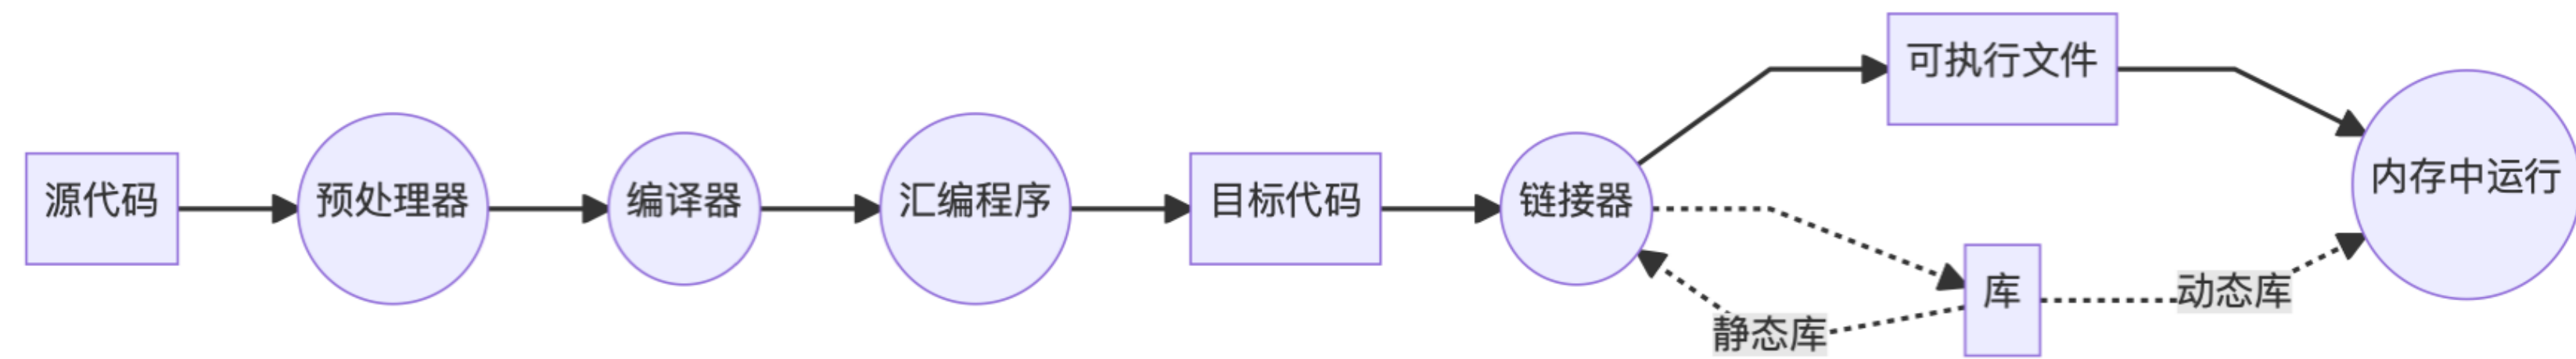 源代码
预处理器
编译器
汇编程序
目标代码
链接器
可执行文件
静态库
库
动态库
内存中运行